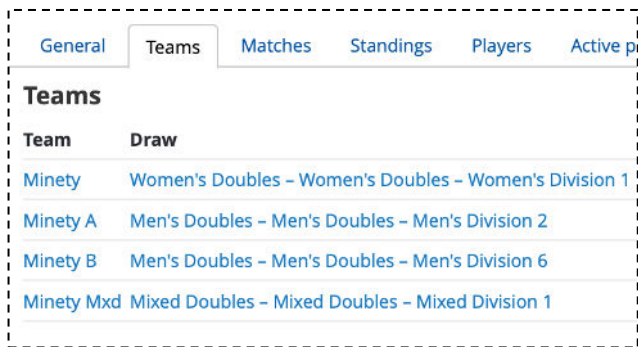 General Teams Matches Standings Players Active
Teams
Team Draw
Minety Women's Doubles – Women's Doubles – Women's Division 1
Minety A Men's Doubles – Men's Doubles – Men's Division 2
Minety B Men's Doubles – Men's Doubles – Men's Division 6
Minety Mxd Mixed Doubles – Mixed Doubles – Mixed Division 1